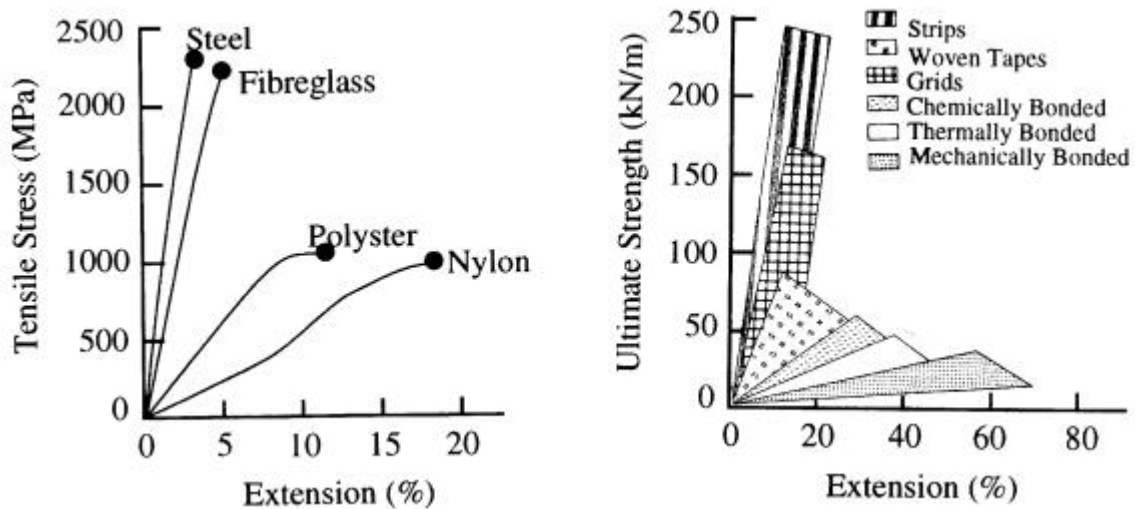 2500
2000
1500
1000
500
0
Tensile Stress (MPa)
Steel
Fibreglass
Polyster
Nylon
0 5 10 15 20
Extension (%)
250
200
150
100
50
0
Ultimate Strength (kN/m)
Strips
Woven Tapes
Grids
Chemically Bonded
Thermally Bonded
Mechanically Bonded
0 20 40 60 80
Extension (%)